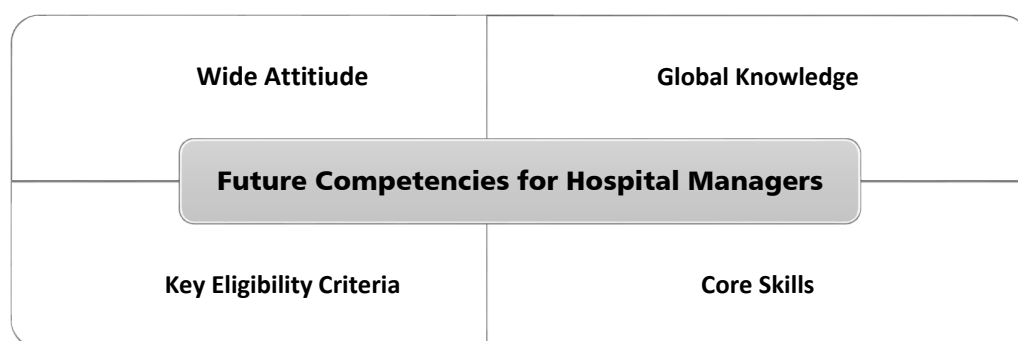 Wide Attitiude
Global Knowledge
Future Competencies for Hospital Managers
Key Eligibility Criteria
Core Skills